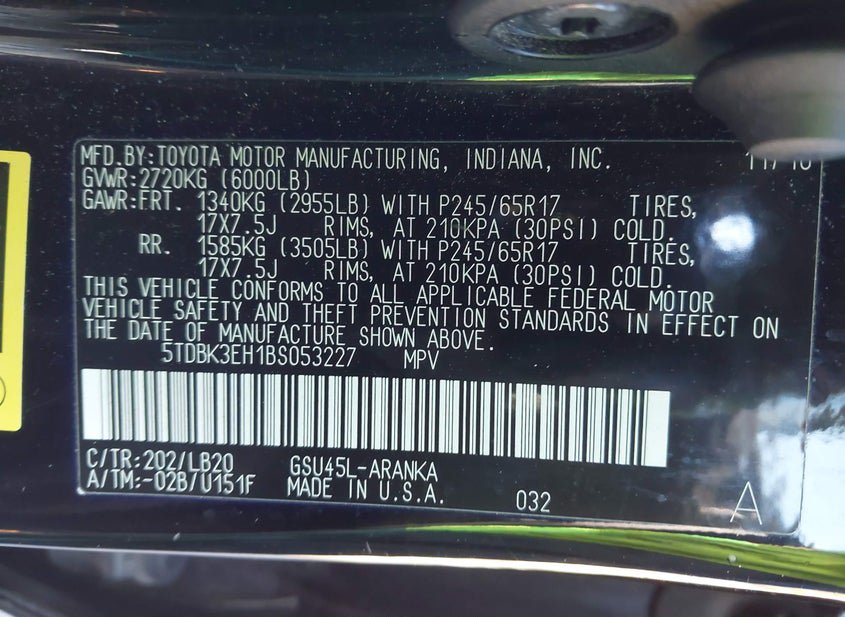 MFD.BY:TOYOTA MOTOR MANUFACTURING, INDIANA, INC.
GVWR:2720KG (6000LB)
GAWR:FRT. 1340KG (2955LB) WITH P245/65R17 TIRES,
17X7.5J RIMS, AT 210KPA (30PSI) COLD.
RR. 1585KG (3505LB) WITH P245/65R17 TIRES,
17X7.5J RIMS, AT 210KPA (30PSI) COLD.
THIS VEHICLE CONFORMS TO ALL APPLICABLE FEDERAL MOTOR
VEHICLE SAFETY AND THEFT PREVENTION STANDARDS IN EFFECT ON
THE DATE OF MANUFACTURE SHOWN ABOVE.
5TDBK3EH1BS053227 MPV
C/TR:202/LB20 GSU45L-ARANKA
A/TM:-02B/U151F MADE IN U.S.A. 032
A